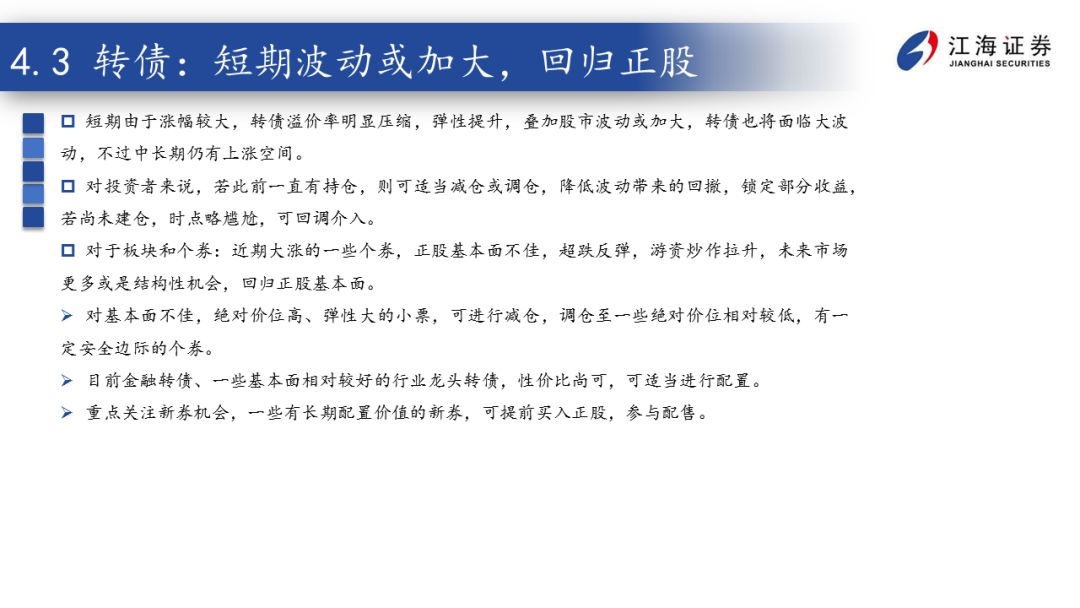 4.3 转债：短期波动或加大，回归正股
江海证券
JIANGHAI SECURITIES
短期由于涨幅较大，转债溢价率明显压缩，弹性提升，叠加股市波动或加大，转债也将面临大波
动，不过中长期仍有上涨空间。
对投资者来说，若此前一直有持仓，则可适当减仓或调仓，降低波动带来的回撤，锁定部分收益，
若尚未建仓，时点略尴尬，可回调介入。
对于板块和个券：近期大涨的一些个券，正股基本面不佳，超跌反弹，游资炒作拉升，未来市场
更多或是结构性机会，回归正股基本面。
对基本面不佳，绝对价位高、弹性大的小票，可进行减仓，调仓至一些绝对价位相对较低，有一
定安全边际的个券。
目前金融转债、一些基本面相对较好的行业龙头转债，性价比尚可，可适当进行配置。
重点关注新券机会，一些有长期配置价值的新券，可提前买入正股，参与配售。